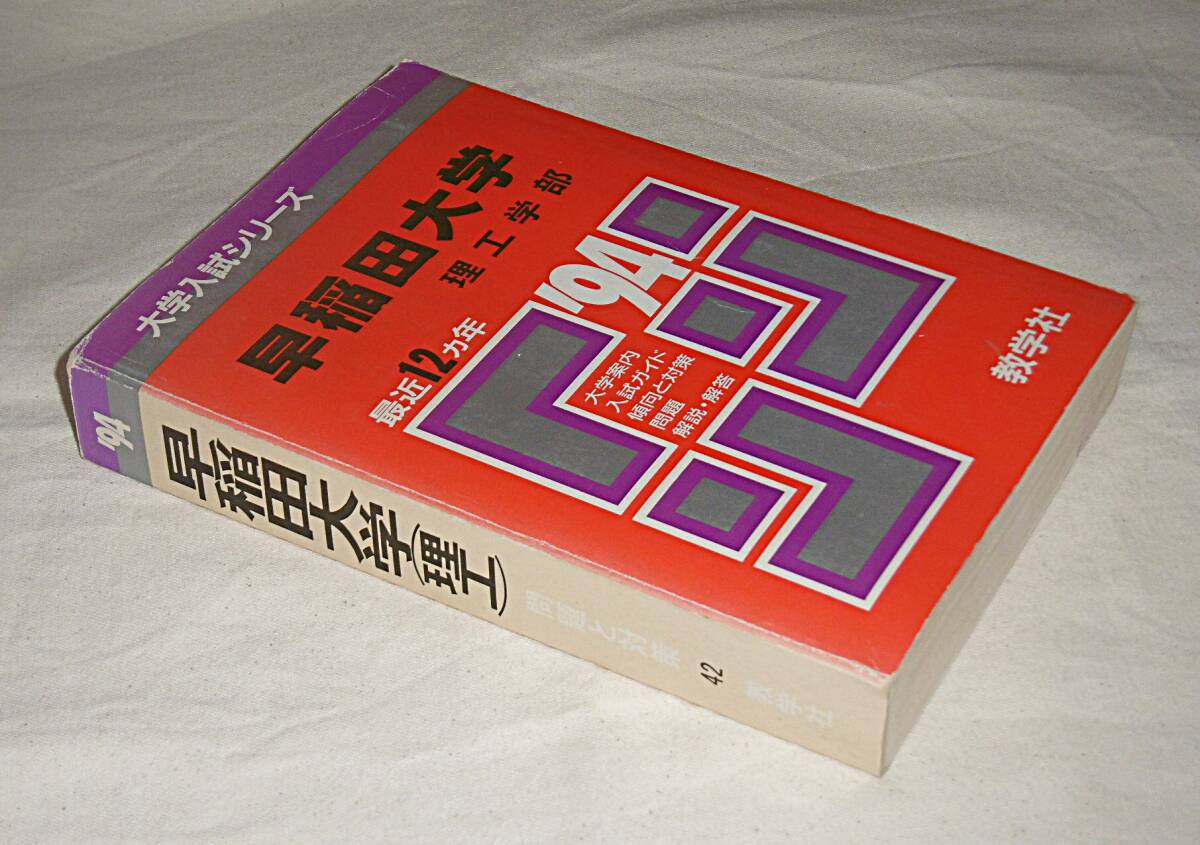 大学入試シリーズ
早稲田大学
理工学部
最近12ヵ年
'94
大学案内
入試ガイド
傾向と対策
問題
解説・解答
教学社
'94
早稲田大学(理工)
問題と対策
42
教学社